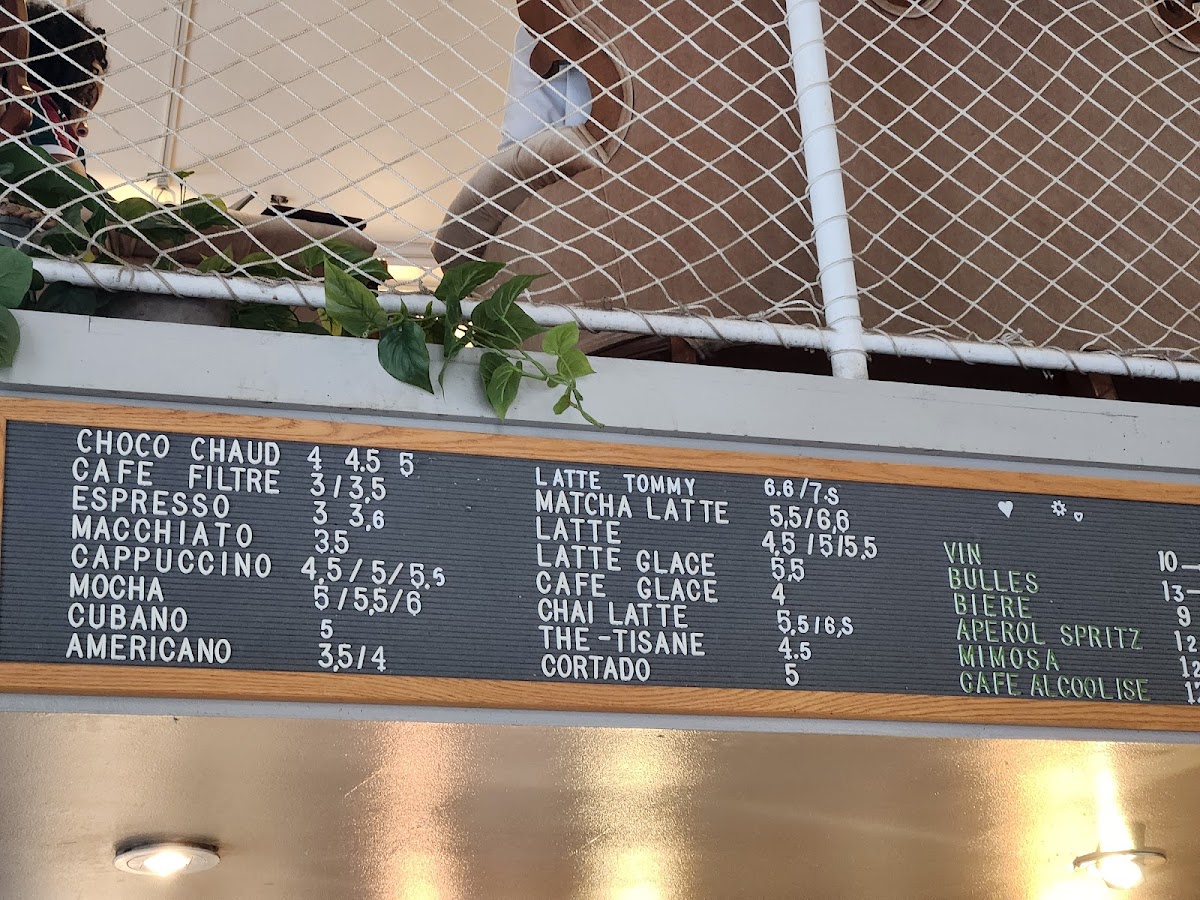 CHOCO CHAUD 4 4.5 5
CAFE FILTRE 3/3,5
ESPRESSO 3 3,6
MACCHIATO 3.5
CAPPUCCINO 4,5/5/5,s
MOCHA 5/5,5/6
CUBANO 5
AMERICANO 3,5/4
LATTE TOMMY 6.6/7.s
MATCHA LATTE 5,5/6,6
LATTE 4,5/5/5,5
LATTE GLACE 5,5
CAFE GLACE 4
CHAI LATTE 5,5/6,s
THE-TISANE 4.5
CORTADO 5
VIN 10
BULLES 13
BIERE 9
APEROL SPRITZ 12
MIMOSA 12
CAFE ALCOOLISE